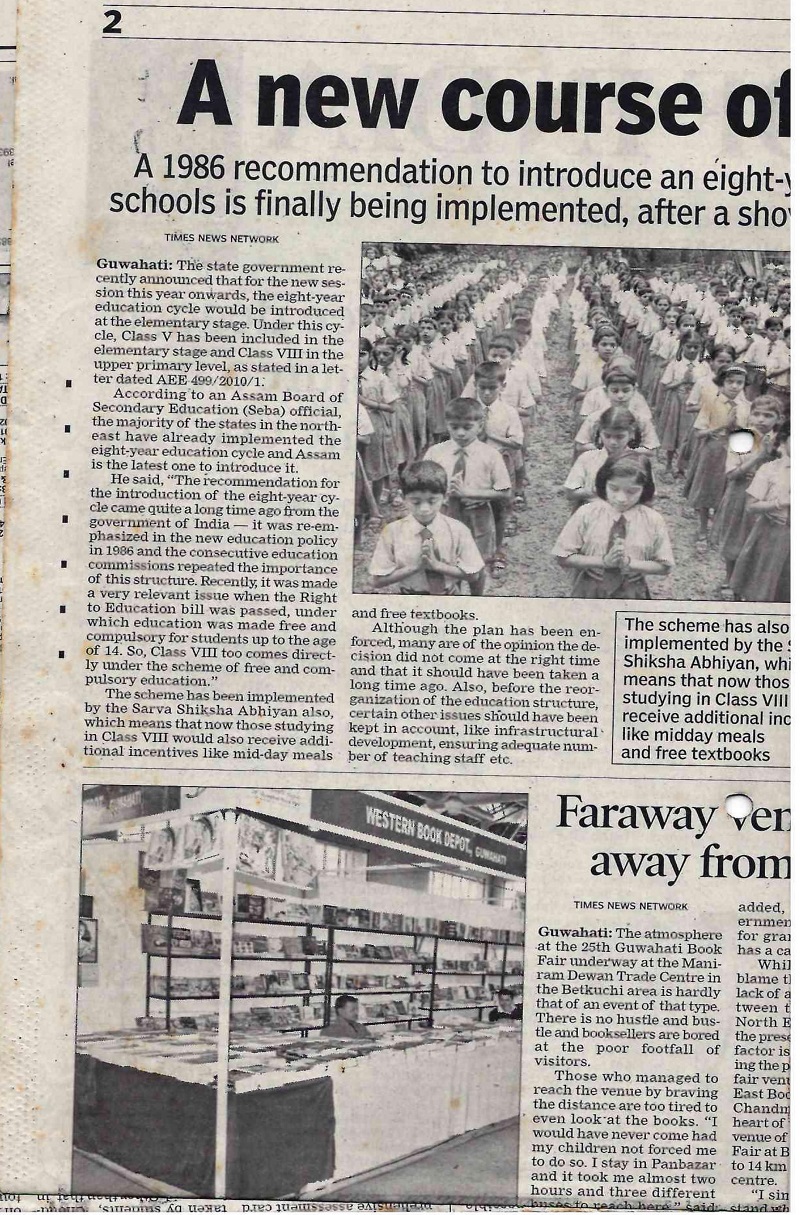 2
A new course of
A 1986 recommendation to introduce an eight-y
schools is finally being implemented, after a sho
TIMES NEWS NETWORK
Guwahati: The state government re-
cently announced that for the new ses-
sion this year onwards, the eight-year
education cycle would be introduced
at the elementary stage. Under this cy-
cle, Class V has been included in the
elementary stage and Class VIII in the
upper primary level, as stated in a let-
ter dated AEE 499/2010/1.
According to an Assam Board of
Secondary Education (Seba) official,
the majority of the states in the north-
east have already implemented the
eight-year education cycle and Assam
is the latest one to introduce it.
He said, “The recommendation for
the introduction of the eight-year cy-
cle came quite a long time ago from the
government of India — it was re-em-
phasized in the new education policy
in 1986 and the consecutive education
commissions repeated the importance
of this structure. Recently, it was made
a very relevant issue when the Right
to Education bill was passed, under
which education was made free and
compulsory for students up to the age
of 14. So, Class VIII too comes direct-
ly under the scheme of free and com-
pulsory education.”
The scheme has been implemented
by the Sarva Shiksha Abhiyan also,
which means that now those studying
in Class VIII would also receive addi-
tional incentives like mid-day meals
and free textbooks.
Although the plan has been en-
forced, many are of the opinion the de-
cision did not come at the right time
and that it should have been taken a
long time ago. Also, before the reor-
ganization of the education structure,
certain other issues should have been
kept in account, like infrastructural
development, ensuring adequate num-
ber of teaching staff etc.
The scheme has also
implemented by the
Shiksha Abhiyan, whi
means that now thos
studying in Class VIII
receive additional inc
like midday meals
and free textbooks
WESTERN BOOK DEPOT., GUWAHATI
Faraway ven
away from
TIMES NEWS NETWORK
Guwahati: The atmosphere
at the 25th Guwahati Book
Fair underway at the Mani-
ram Dewan Trade Centre in
the Betkuchi area is hardly
that of an event of that type.
There is no hustle and bus-
tle and booksellers are bored
at the poor footfall of
visitors.
Those who managed to
reach the venue by braving
the distance are too tired to
even look at the books. “I
would have never come had
my children not forced me
to do so. I stay in Panbazar
and it took me almost two
hours and three different
buses to reach here,” said
added,
ernmen
for gra
has a ca
Whil
blame t
lack of a
tween t
North E
the prese
factor is
ing the p
fair venu
East Boo
Chandm
heart of
venue of
Fair at B
to 14 km
centre.
“I sin